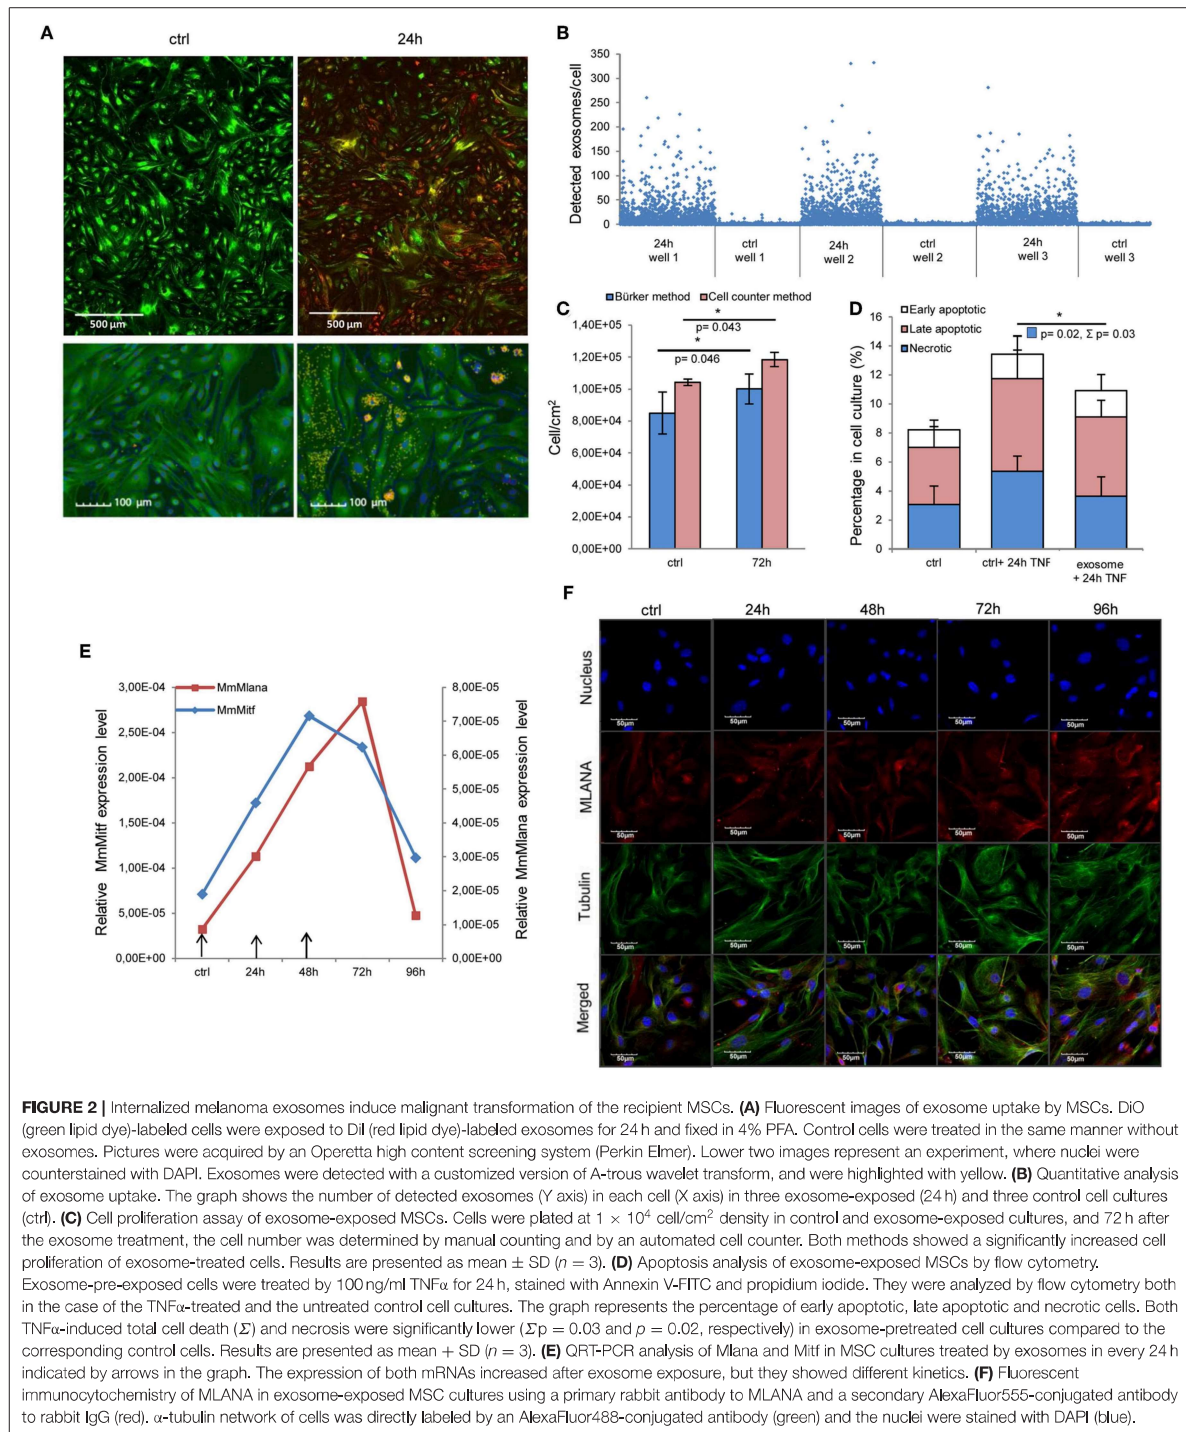 A
ctrl
24h
500 µm
500 µm
100 µm
100 µm
B
Detected exosomes/cell
350
300
250
200
150
100
50
0
24h
well 1
ctrl
well 1
24h
well 2
ctrl
well 2
24h
well 3
ctrl
well 3
C
Bürker method
Cell counter method
*
p= 0.043
*
p= 0.046
Cell/cm²
1,40E+05
1,20E+05
1,00E+05
8,00E+04
6,00E+04
4,00E+04
2,00E+04
0,00E+00
ctrl
72h
D
Early apoptotic
Late apoptotic
Necrotic
*
p= 0.02, Σ p= 0.03
Percentage in cell culture (%)
16
14
12
10
8
6
4
2
0
ctrl
ctrl+ 24h TNF
exosome
+ 24h TNF
E
MmMlana
MmMitf
Relative MmMitf expression level
3,00E-04
2,50E-04
2,00E-04
1,50E-04
1,00E-04
5,00E-05
0,00E+00
8,00E-05
7,00E-05
6,00E-05
5,00E-05
4,00E-05
3,00E-05
2,00E-05
1,00E-05
0,00E+00
Relative MmMlana expression level
ctrl
24h
48h
72h
96h
F
ctrl
24h
48h
72h
96h
Nucleus
50µm
50µm
50µm
50µm
50µm
MLANA
50µm
50µm
50µm
50µm
50µm
Tubulin
50µm
50µm
50µm
50µm
50µm
Merged
50µm
50µm
50µm
50µm
50µm
FIGURE 2 | Internalized melanoma exosomes induce malignant transformation of the recipient MSCs. (A) Fluorescent images of exosome uptake by MSCs. DiO
(green lipid dye)-labeled cells were exposed to DiI (red lipid dye)-labeled exosomes for 24 h and fixed in 4% PFA. Control cells were treated in the same manner without
exosomes. Pictures were acquired by an Operetta high content screening system (Perkin Elmer). Lower two images represent an experiment, where nuclei were
counterstained with DAPI. Exosomes were detected with a customized version of A-trous wavelet transform, and were highlighted with yellow. (B) Quantitative analysis
of exosome uptake. The graph shows the number of detected exosomes (Y axis) in each cell (X axis) in three exosome-exposed (24 h) and three control cell cultures
(ctrl). (C) Cell proliferation assay of exosome-exposed MSCs. Cells were plated at 1 × 10⁴ cell/cm² density in control and exosome-exposed cultures, and 72 h after
the exosome treatment, the cell number was determined by manual counting and by an automated cell counter. Both methods showed a significantly increased cell
proliferation of exosome-treated cells. Results are presented as mean ± SD (n = 3). (D) Apoptosis analysis of exosome-exposed MSCs by flow cytometry.
Exosome-pre-exposed cells were treated by 100 ng/ml TNFα for 24 h, stained with Annexin V-FITC and propidium iodide. They were analyzed by flow cytometry both
in the case of the TNFα-treated and the untreated control cell cultures. The graph represents the percentage of early apoptotic, late apoptotic and necrotic cells. Both
TNFα-induced total cell death (Σ) and necrosis were significantly lower (Σp = 0.03 and p = 0.02, respectively) in exosome-pretreated cell cultures compared to the
corresponding control cells. Results are presented as mean + SD (n = 3). (E) QRT-PCR analysis of Mlana and Mitf in MSC cultures treated by exosomes in every 24 h
indicated by arrows in the graph. The expression of both mRNAs increased after exosome exposure, but they showed different kinetics. (F) Fluorescent
immunocytochemistry of MLANA in exosome-exposed MSC cultures using a primary rabbit antibody to MLANA and a secondary AlexaFluor555-conjugated antibody
to rabbit IgG (red). α-tubulin network of cells was directly labeled by an AlexaFluor488-conjugated antibody (green) and the nuclei were stained with DAPI (blue).